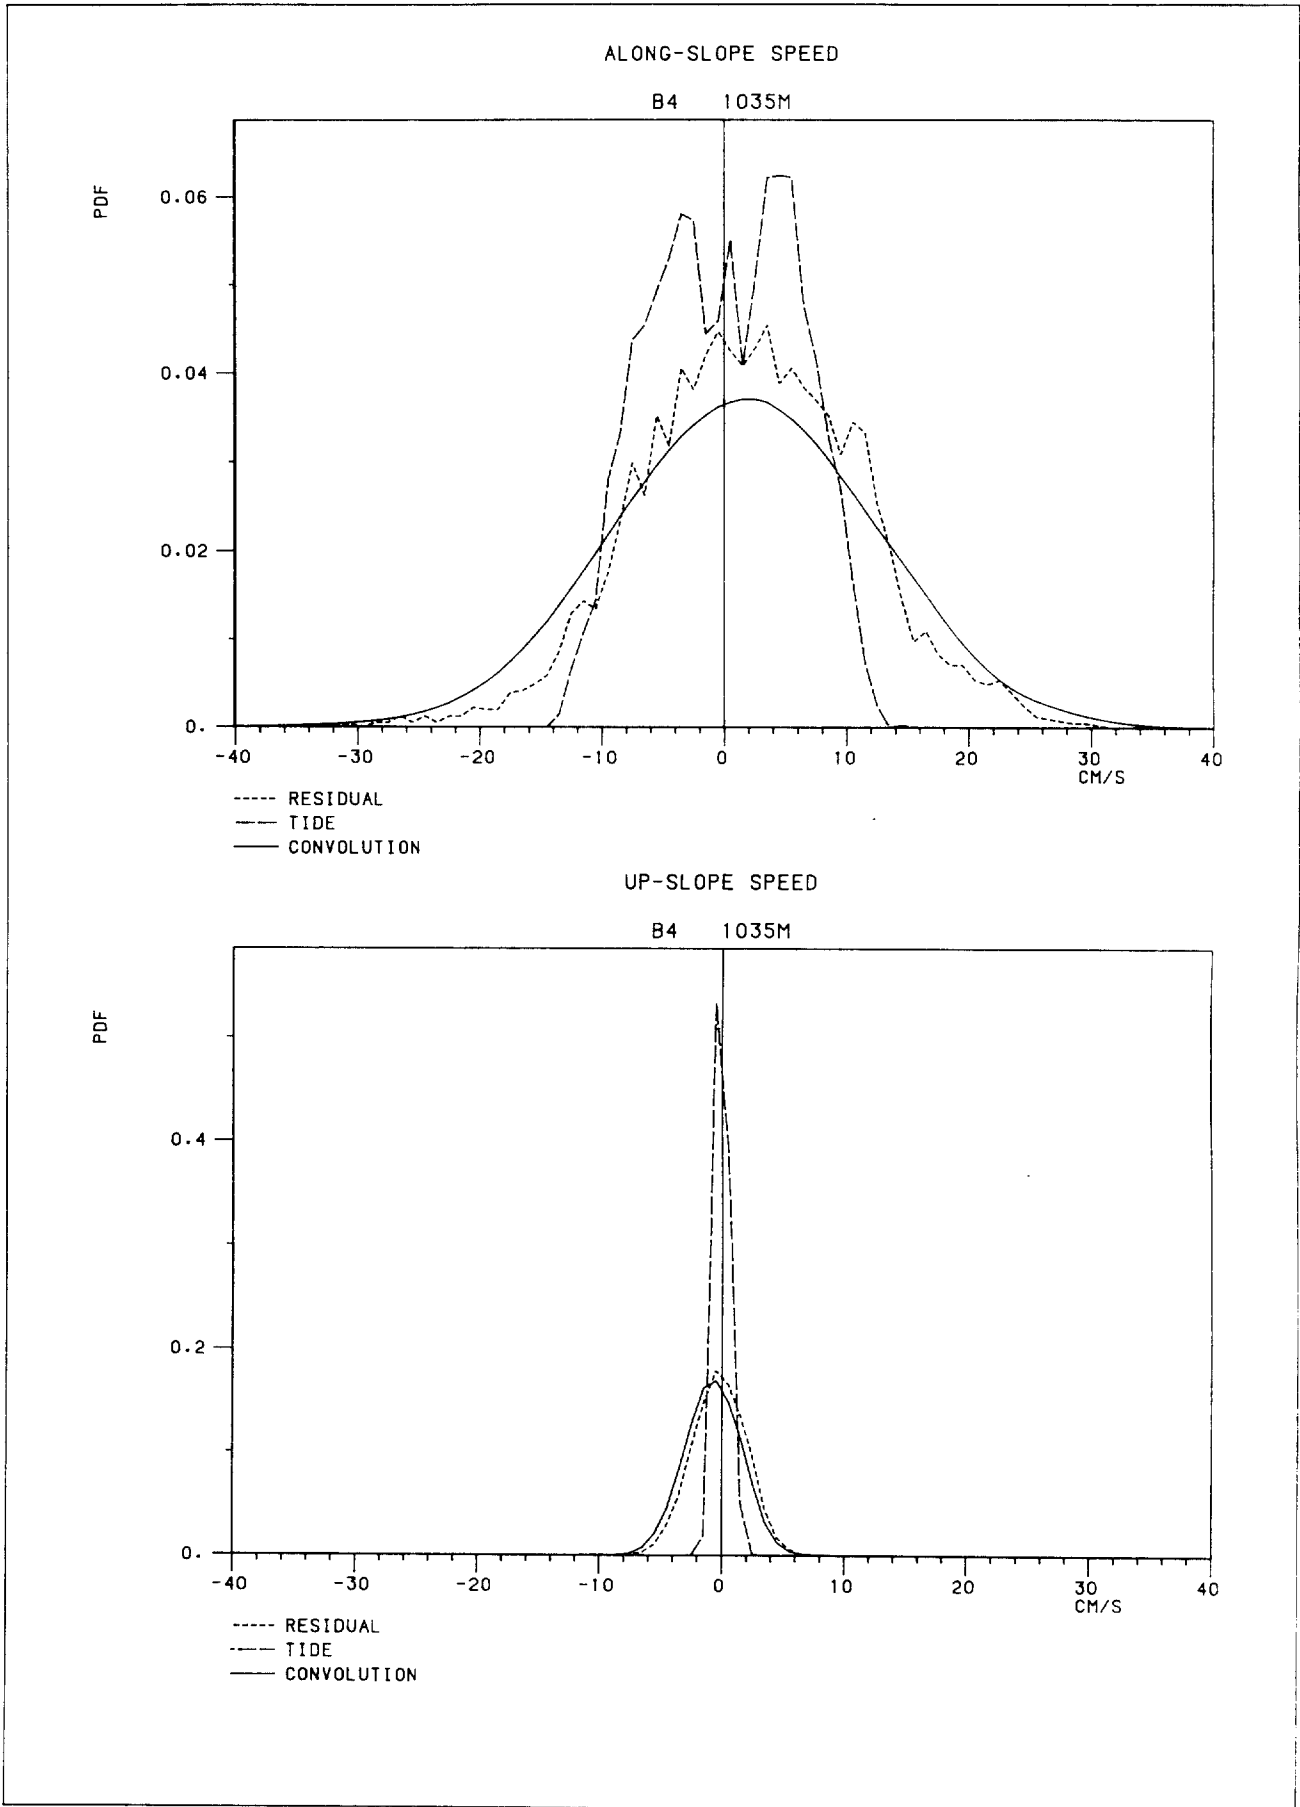 ALONG-SLOPE SPEED
B4 1035M
PDF
0.06
0.04
0.02
0.
-40 -30 -20 -10 0 10 20 30 40
CM/S
RESIDUAL
TIDE
CONVOLUTION
UP-SLOPE SPEED
B4 1035M
PDF
0.4
0.2
0.
-40 -30 -20 -10 0 10 20 30 40
CM/S
RESIDUAL
TIDE
CONVOLUTION